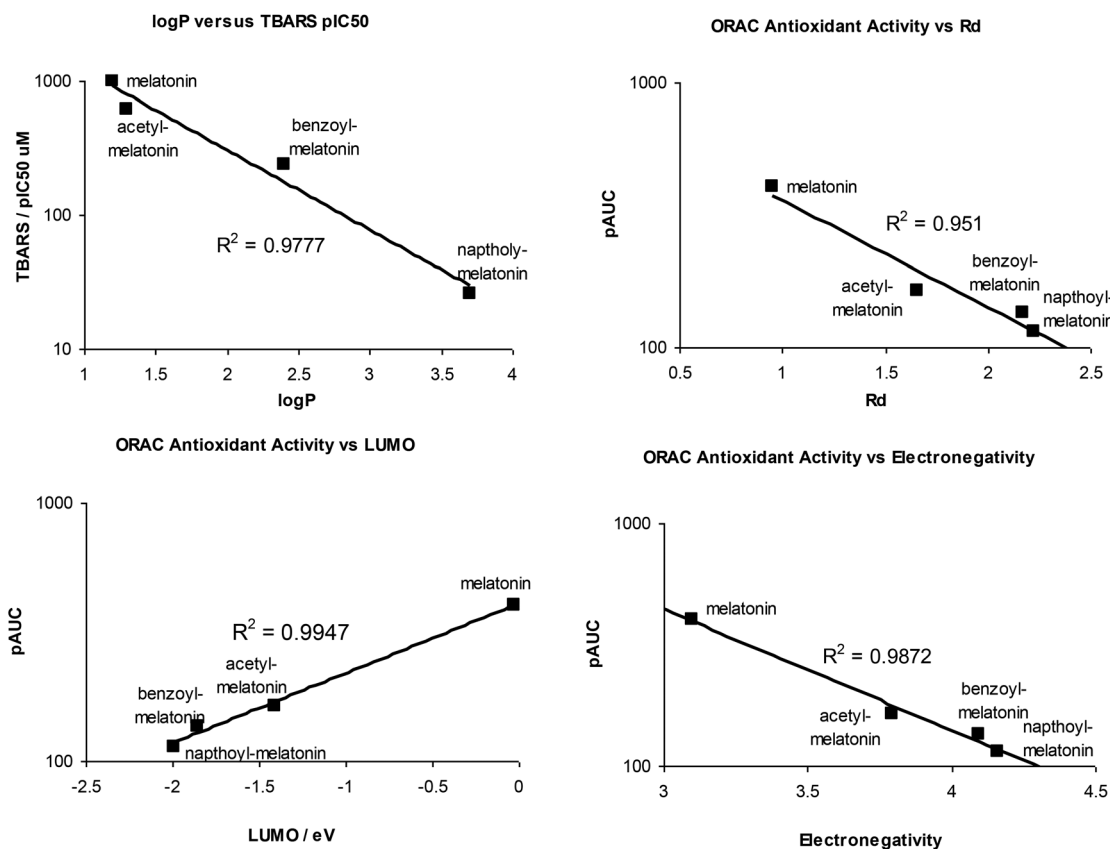 logP versus TBARS pIC50
TBARS / pIC50 uM
1000
100
10
melatonin
acetyl-
melatonin
benzoyl-
melatonin
R² = 0.9777
naptholy-
melatonin
1
1.5
2
2.5
3
3.5
4
logP
ORAC Antioxidant Activity vs Rd
pAUC
1000
100
melatonin
R² = 0.951
acetyl-
melatonin
benzoyl-
melatonin
napthoyl-
melatonin
0.5
1
1.5
2
2.5
Rd
ORAC Antioxidant Activity vs LUMO
pAUC
1000
100
melatonin
R² = 0.9947
acetyl-
melatonin
benzoyl-
melatonin
napthoyl-melatonin
-2.5
-2
-1.5
-1
-0.5
0
LUMO / eV
ORAC Antioxidant Activity vs Electronegativity
pAUC
1000
100
melatonin
R² = 0.9872
acetyl-
melatonin
benzoyl-
melatonin
napthoyl-
melatonin
3
3.5
4
4.5
Electronegativity